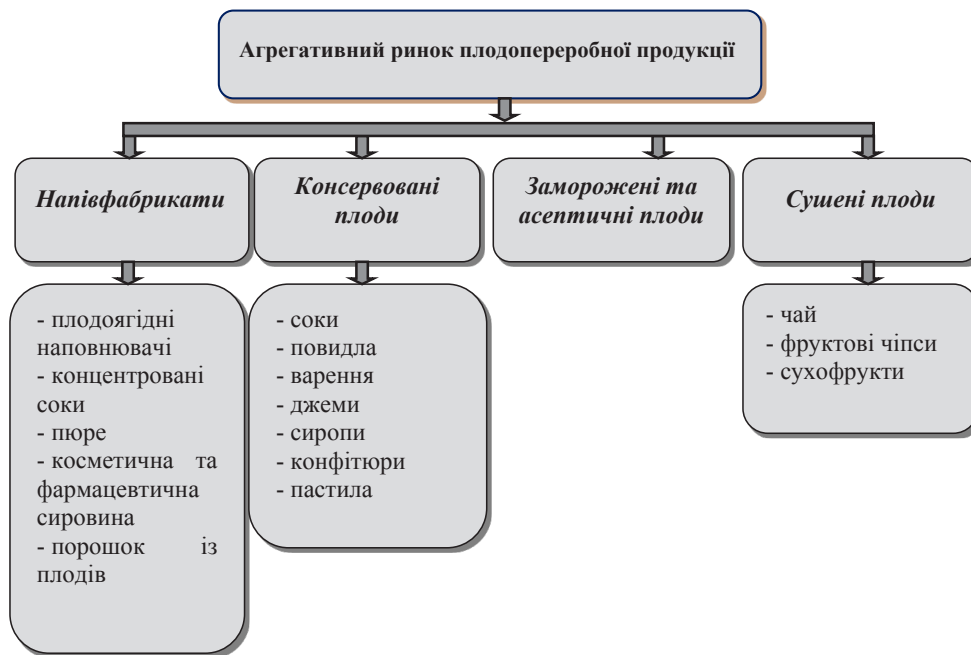 Агрегативний ринок плодопереробної продукції
Напівфабрикати
Консервовані
плоди
Заморожені та
асептичні плоди
Сушені плоди
- плодоягідні
наповнювачі
- концентровані
соки
- пюре
- косметична та
фармацевтична
сировина
- порошок із
плодів
- соки
- повидла
- варення
- джеми
- сиропи
- конфітюри
- пастила
- чай
- фруктові чіпси
- сухофрукти